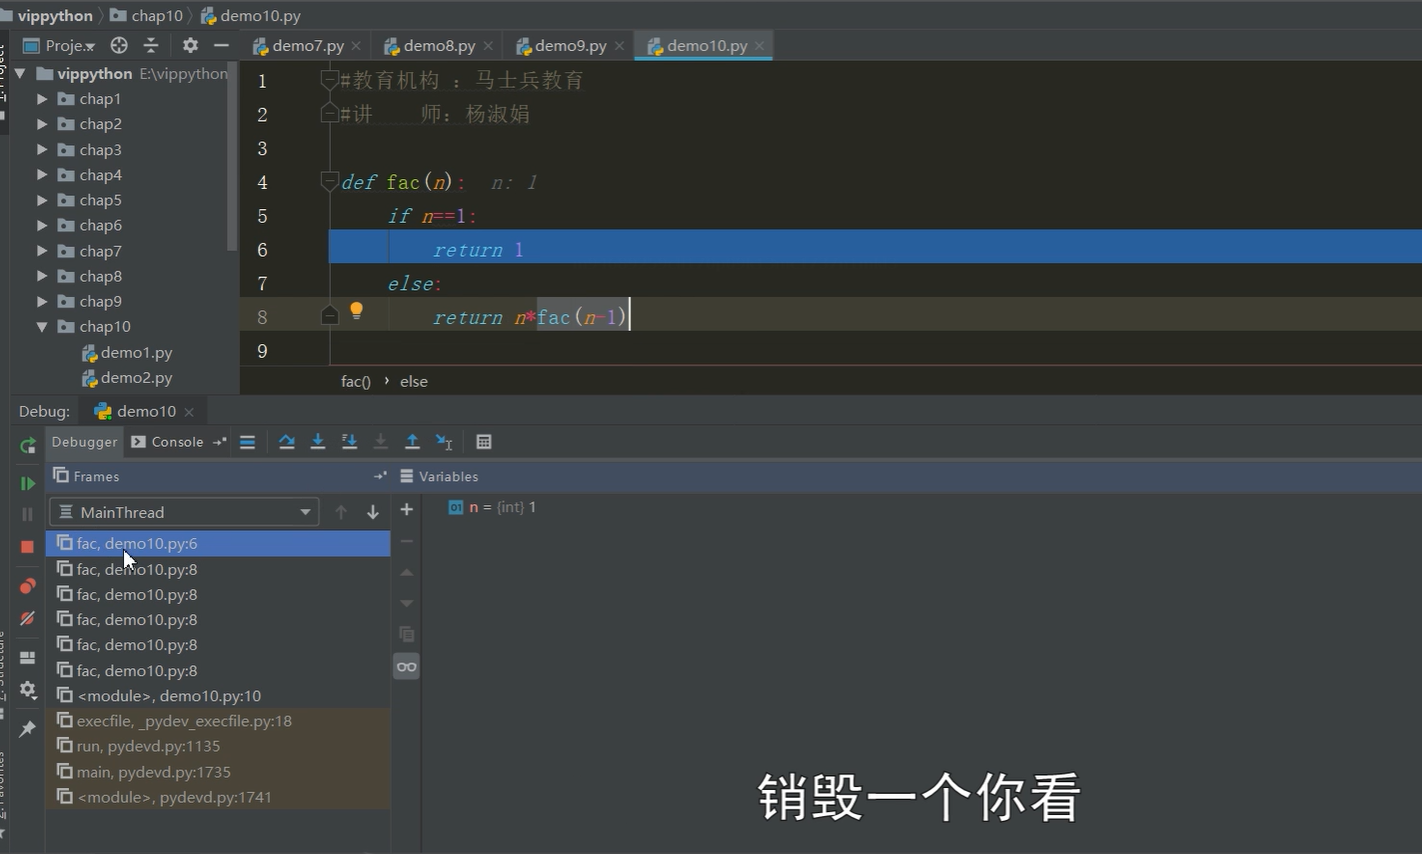 vippython chap10 demo10.py
Proje... demo7.py demo8.py demo9.py demo10.py
vippython E:\vippython
chap1
chap2
chap3
chap4
chap5
chap6
chap7
chap8
chap9
chap10
demo1.py
demo2.py
1 #教育机构 ：马士兵教育
2 #讲 师：杨淑娟
3
4 def fac(n): n: 1
5 if n==1:
6 return 1
7 else:
8 return n*fac(n-1)
9
fac() › else
Debug: demo10
Debugger Console
Frames Variables
MainThread
n = {int} 1
fac, demo10.py:6
fac, demo10.py:8
fac, demo10.py:8
fac, demo10.py:8
fac, demo10.py:8
fac, demo10.py:8
<module>, demo10.py:10
execfile, _pydev_execfile.py:18
run, pydevd.py:1135
main, pydevd.py:1735
<module>, pydevd.py:1741
销毁一个你看